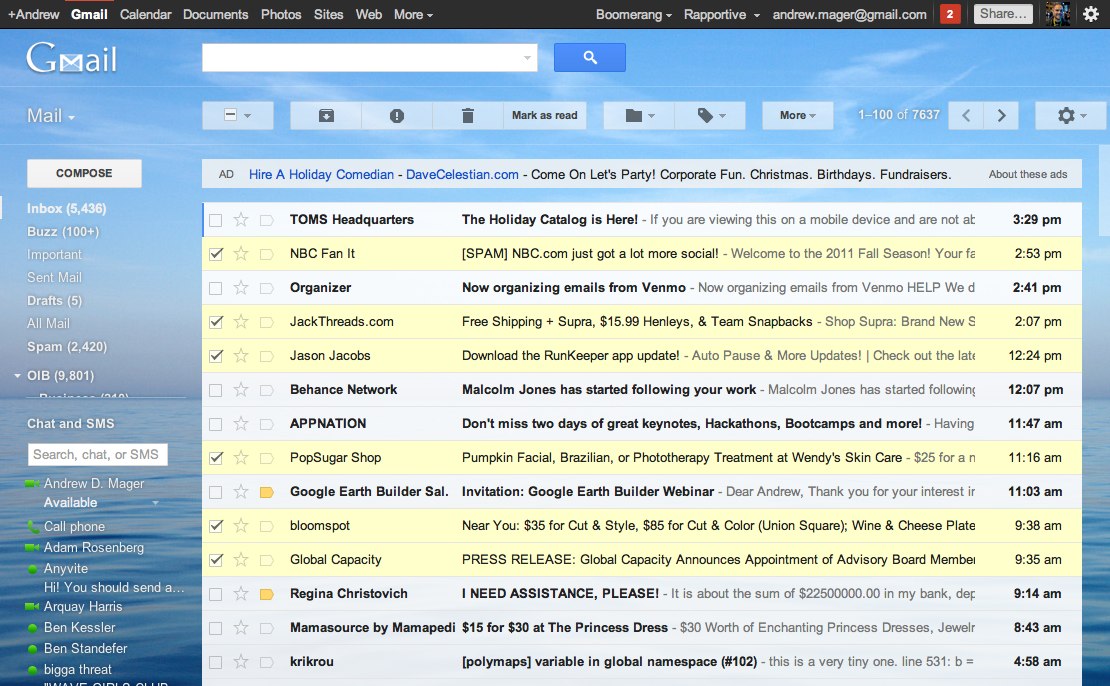 +Andrew Gmail Calendar Documents Photos Sites Web More Boomerang Rapportive andrew.mager@gmail.com 2 Share...
Gmail
Mail Mark as read More 1–100 of 7637
COMPOSE
AD Hire A Holiday Comedian - DaveCelestian.com - Come On Let's Party! Corporate Fun. Christmas. Birthdays. Fundraisers. About these ads
Inbox (5,436)
Buzz (100+)
Important
Sent Mail
Drafts (5)
All Mail
Spam (2,420)
OIB (9,801)
Business (218)
Chat and SMS
Search, chat, or SMS
Andrew D. Mager
Available
Call phone
Adam Rosenberg
Anyvite
Hi! You should send a...
Arquay Harris
Ben Kessler
Ben Standefer
bigga threat
"WAVE GIRLS CLUB
TOMS Headquarters The Holiday Catalog is Here! - If you are viewing this on a mobile device and are not ab 3:29 pm
NBC Fan It [SPAM] NBC.com just got a lot more social! - Welcome to the 2011 Fall Season! Your fa 2:53 pm
Organizer Now organizing emails from Venmo - Now organizing emails from Venmo HELP We d 2:41 pm
JackThreads.com Free Shipping + Supra, $15.99 Henleys, & Team Snapbacks - Shop Supra: Brand New S 2:07 pm
Jason Jacobs Download the RunKeeper app update! - Auto Pause & More Updates! | Check out the late 12:24 pm
Behance Network Malcolm Jones has started following your work - Malcolm Jones has started following 12:07 pm
APPNATION Don't miss two days of great keynotes, Hackathons, Bootcamps and more! - Having 11:47 am
PopSugar Shop Pumpkin Facial, Brazilian, or Phototherapy Treatment at Wendy's Skin Care - $25 for a n 11:16 am
Google Earth Builder Sal. Invitation: Google Earth Builder Webinar - Dear Andrew, Thank you for your interest in 11:03 am
bloomspot Near You: $35 for Cut & Style, $85 for Cut & Color (Union Square); Wine & Cheese Plate 9:38 am
Global Capacity PRESS RELEASE: Global Capacity Announces Appointment of Advisory Board Member 9:35 am
Regina Christovich I NEED ASSISTANCE, PLEASE! - It is about the sum of $22500000.00 in my bank, dep 9:14 am
Mamasource by Mamapedi $15 for $30 at The Princess Dress - $30 Worth of Enchanting Princess Dresses, Jewelr 8:43 am
krikrou [polymaps] variable in global namespace (#102) - this is a very tiny one. line 531: b = 4:58 am